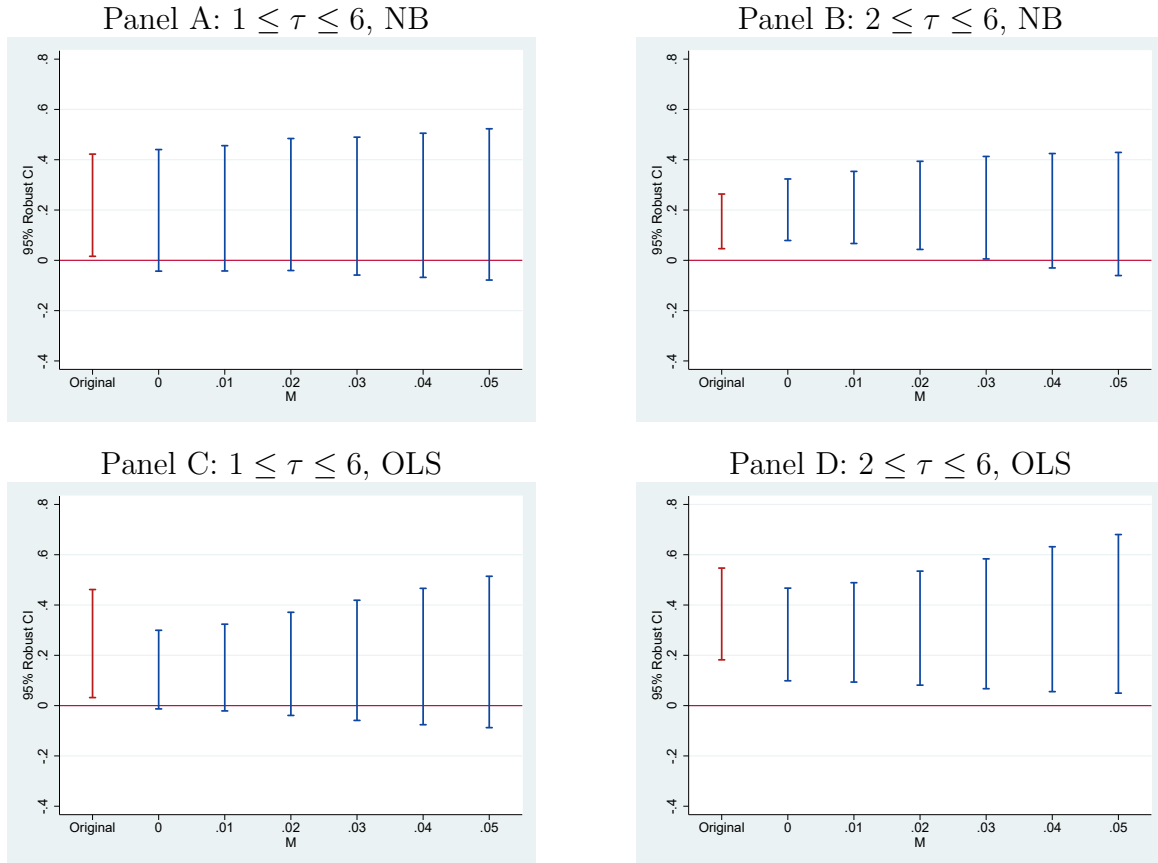 Panel A: 1 ≤ τ ≤ 6, NB
95% Robust CI
.8
.6
.4
.2
0
-.2
-.4
Original 0 .01 .02 .03 .04 .05
M
Panel B: 2 ≤ τ ≤ 6, NB
95% Robust CI
.8
.6
.4
.2
0
-.2
-.4
Original 0 .01 .02 .03 .04 .05
M
Panel C: 1 ≤ τ ≤ 6, OLS
95% Robust CI
.8
.6
.4
.2
0
-.2
-.4
Original 0 .01 .02 .03 .04 .05
M
Panel D: 2 ≤ τ ≤ 6, OLS
95% Robust CI
.8
.6
.4
.2
0
-.2
-.4
Original 0 .01 .02 .03 .04 .05
M